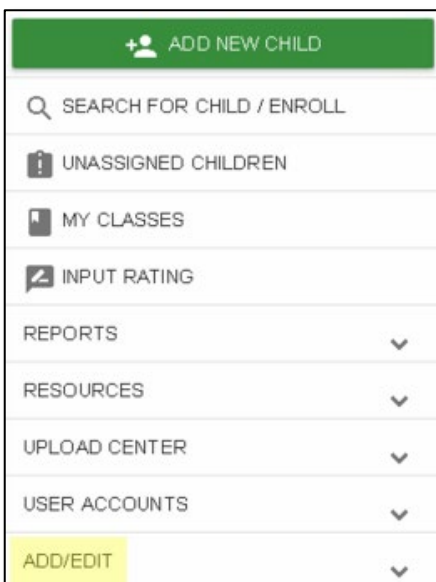 ADD NEW CHILD
SEARCH FOR CHILD / ENROLL
UNASSIGNED CHILDREN
MY CLASSES
INPUT RATING
REPORTS
RESOURCES
UPLOAD CENTER
USER ACCOUNTS
ADD/EDIT